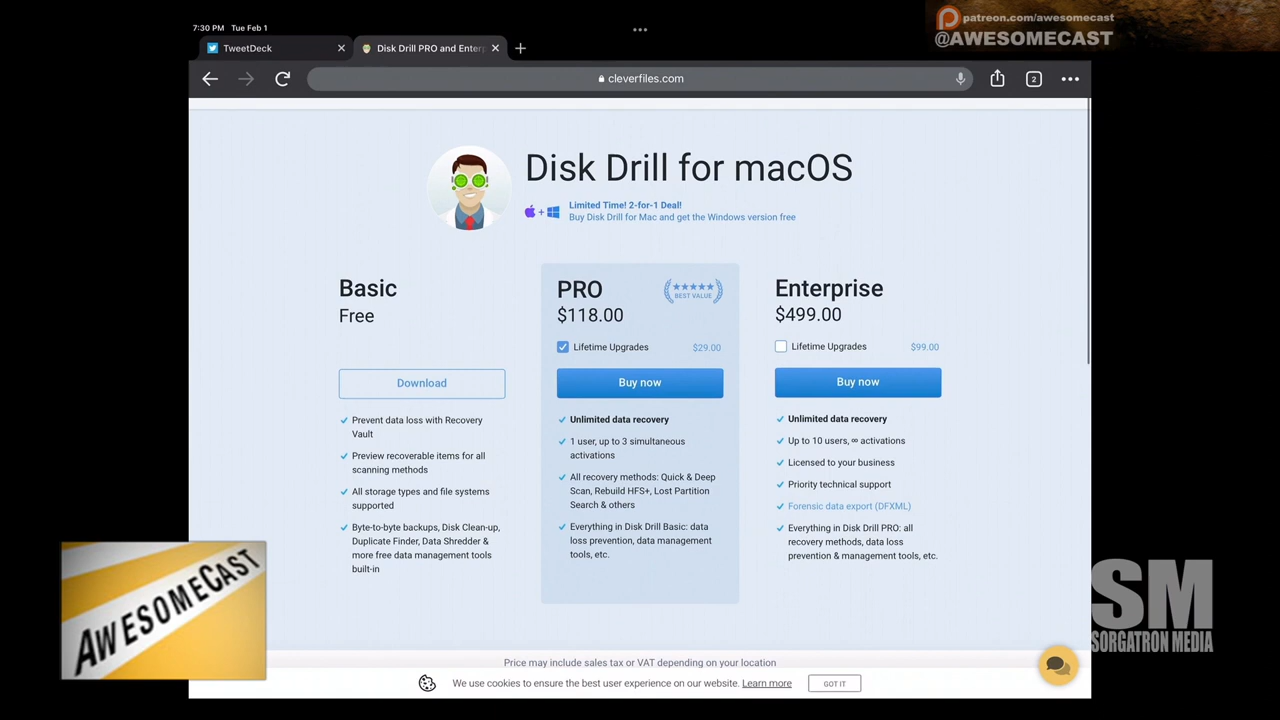 7:30 PM Tue Feb 1
patreon.com/awesomecast
@AWESOMECAST
TweetDeck
Disk Drill PRO and Enter
cleverfiles.com
2
Disk Drill for macOS
Limited Time! 2-for-1 Deal!
+
Buy Disk Drill for Mac and get the Windows version free
Basic
Free
Download
Prevent data loss with Recovery
Vault
Preview recoverable items for all
scanning methods
All storage types and file systems
supported
Byte-to-byte backups, Disk Clean-up,
Duplicate Finder, Data Shredder &
more free data management tools
built-in
PRO
BEST VALUE
$118.00
Lifetime Upgrades $29.00
Buy now
Unlimited data recovery
1 user, up to 3 simultaneous
activations
All recovery methods: Quick & Deep
Scan, Rebuild HFS+, Lost Partition
Search & others
Everything in Disk Drill Basic: data
loss prevention, data management
tools, etc.
Enterprise
$499.00
Lifetime Upgrades $99.00
Buy now
Unlimited data recovery
Up to 10 users, ∞ activations
Licensed to your business
Priority technical support
Forensic data export (DFXML)
Everything in Disk Drill PRO: all
recovery methods, data loss
prevention & management tools, etc.
Price may include sales tax or VAT depending on your location
We use cookies to ensure the best user experience on our website. Learn more
GOT IT
AWESOMECAST
SM
SORGATRON MEDIA